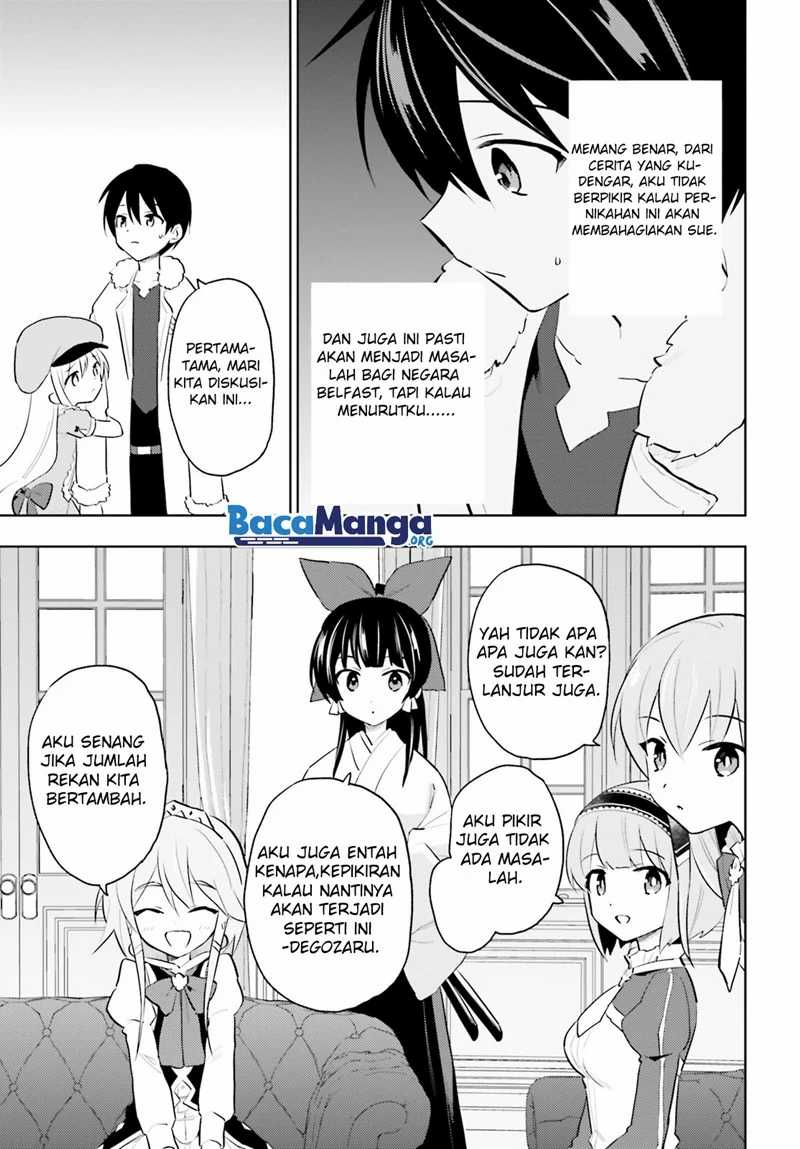 MEMANG BENAR, DARI
CERITA YANG KU-
DENGAR, AKU TIDAK
BERPIKIR KALAU PER-
NIKAHAN INI AKAN
MEMBAHAGIAKAN SUE.
DAN JUGA INI PASTI
AKAN MENJADI MASA-
LAH BAGI NEGARA
BELFAST, TAPI KALAU
MENURUTKU......
PERTAMA-
TAMA, MARI
KITA DISKUSI-
KAN INI...
BACAMANGA
.ORG
YAH TIDAK APA
APA JUGA KAN?
SUDAH TER-
LANJUR JUGA.
AKU PIKIR
JUGA TIDAK
ADA MASA-
LAH.
AKU JUGA ENTAH
KENAPA,KEPIKIRAN
KALAU NANTINYA
AKAN TERJADI
SEPERTI INI
-DEGOZARU.
AKU SENANG
JIKA JUMLAH
REKAN KITA
BERTAMBAH.